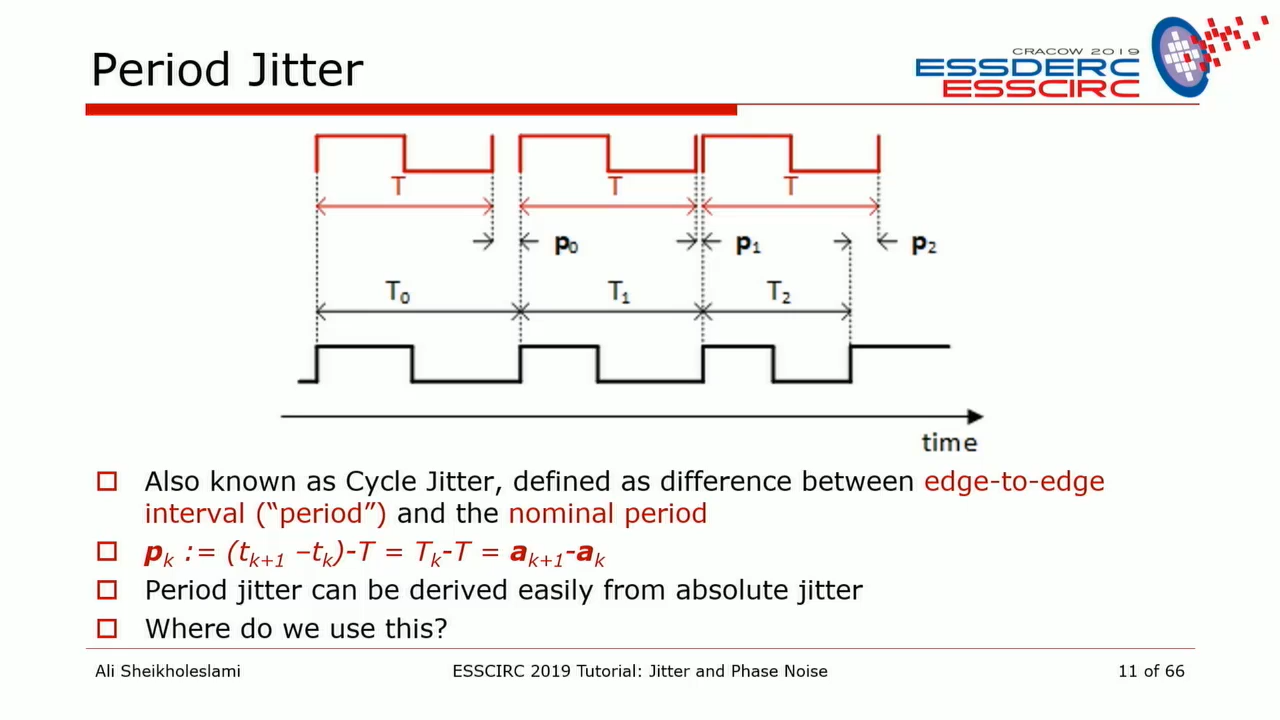 Period Jitter
CRACOW 2019
ESSDERC
ESSCIRC
T T T
p0 p1 p2
T0 T1 T2
time
Also known as Cycle Jitter, defined as difference between edge-to-edge
interval (“period”) and the nominal period
pk := (tk+1 –tk)-T = Tk-T = ak+1-ak
Period jitter can be derived easily from absolute jitter
Where do we use this?
Ali Sheikholeslami ESSCIRC 2019 Tutorial: Jitter and Phase Noise 11 of 66